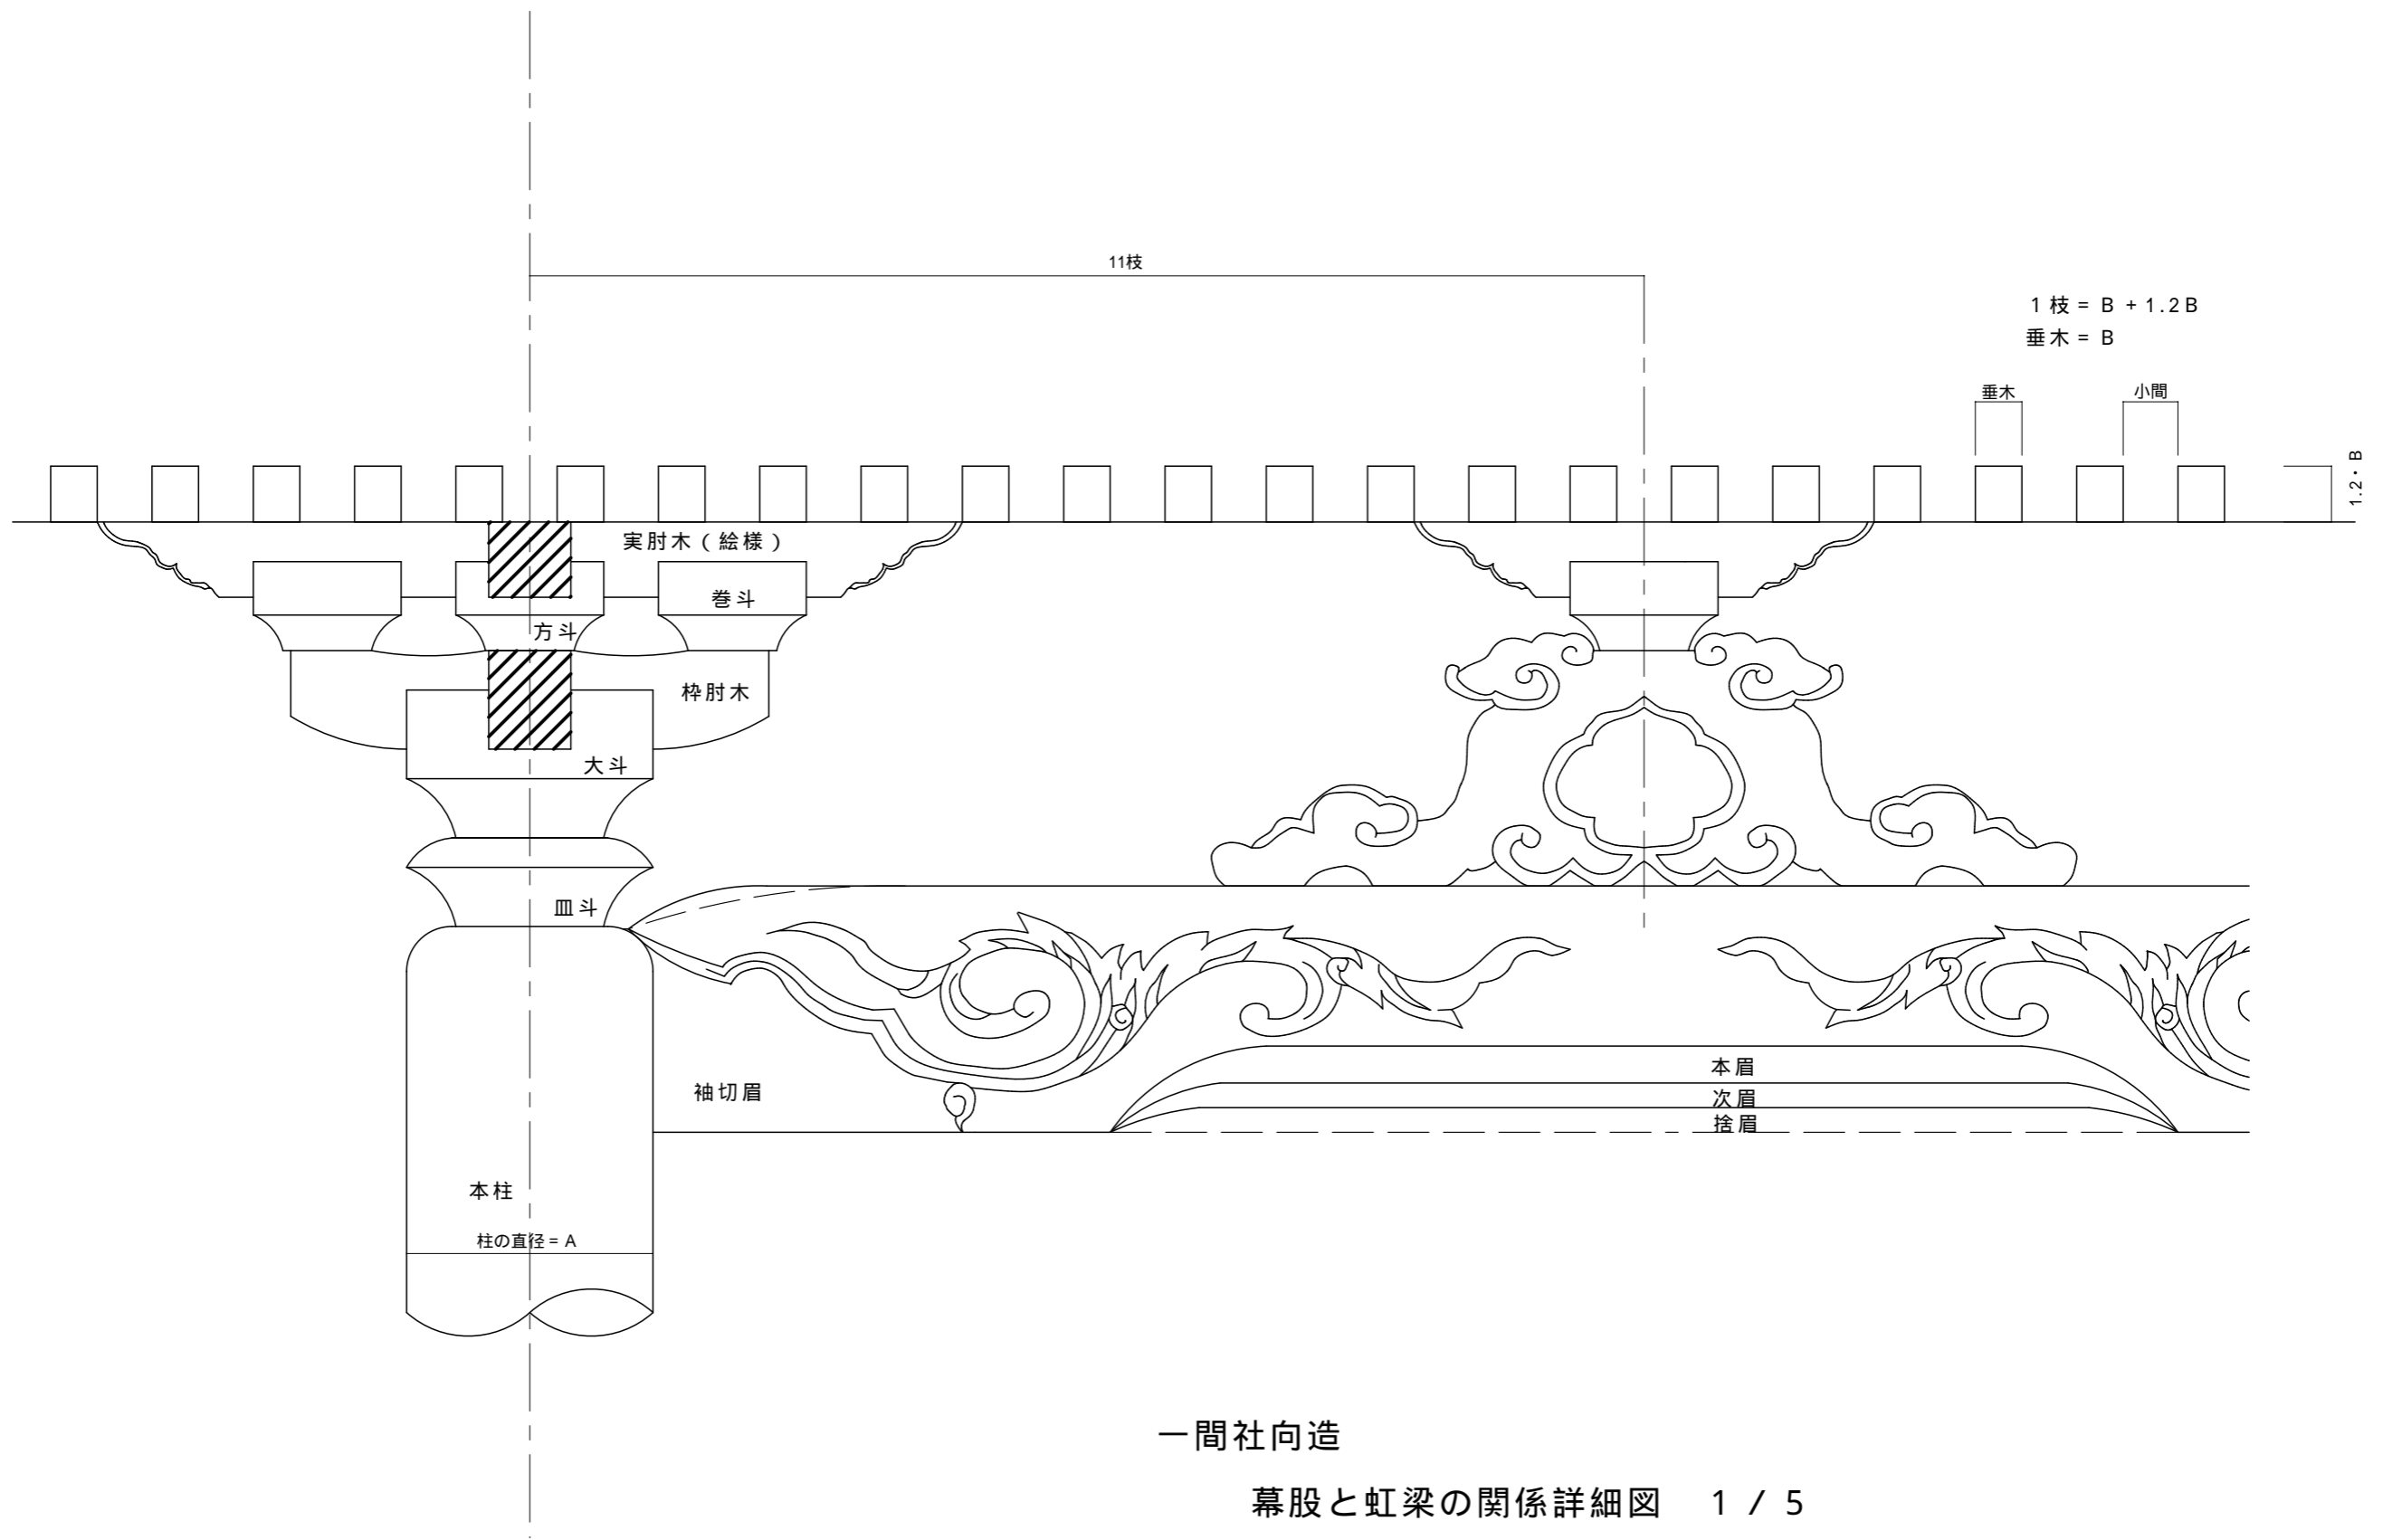 11枝
1枝=B+1.2B
垂木=B
垂木
小間
1.2・B
実肘木(絵様)
巻斗
方斗
枠肘木
大斗
皿斗
本眉
袖切眉
次眉
捨眉
本柱
柱の直径=A
一間社向造
幕股と虹梁の関係詳細図 1/5